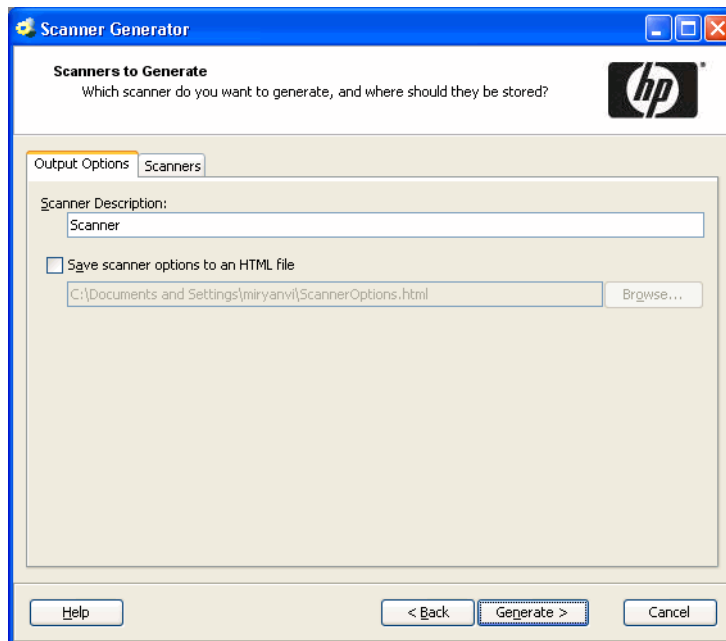 Scanner Generator
Scanners to Generate
Which scanner do you want to generate, and where should they be stored?
hp
Output Options
Scanners
Scanner Description:
Scanner
Save scanner options to an HTML file
C:\Documents and Settings\miryanvi\ScannerOptions.html
Browse...
Help
< Back
Generate >
Cancel